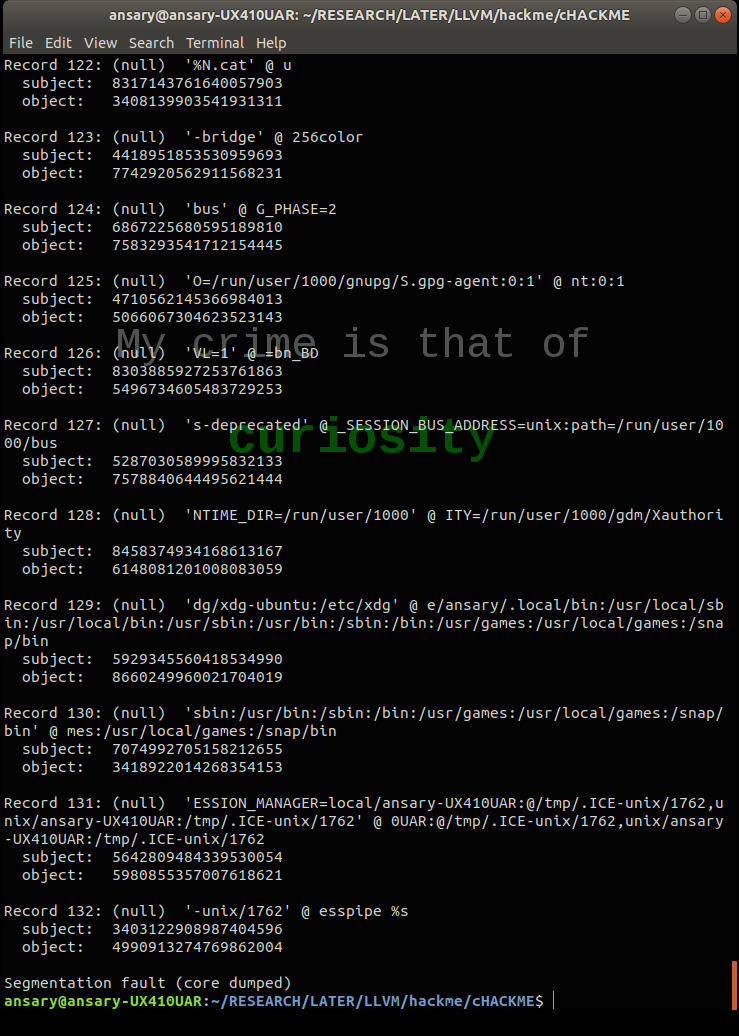 ansary@ansary-UX410UAR: ~/RESEARCH/LATER/LLVM/hackme/cHACKME
File Edit View Search Terminal Help
Record 122: (null)  '%N.cat' @ u
  subject:  8317143761640057903
  object:   3408139903541931311

Record 123: (null)  '-bridge' @ 256color
  subject:  4418951853530959693
  object:   7742920562911568231

Record 124: (null)  'bus' @ G_PHASE=2
  subject:  6867225680595189810
  object:   7583293541712154445

Record 125: (null)  'O=/run/user/1000/gnupg/S.gpg-agent:0:1' @ nt:0:1
  subject:  4710562145366984013
  object:   5066067304623523143
My crime is that of
Record 126: (null)  'VL=1' @ =bn_BD
  subject:  8303885927253761863
  object:   5496734605483729253

Record 127: (null)  's-deprecated' @ _SESSION_BUS_ADDRESS=unix:path=/run/user/10
00/bus
curiosity
  subject:  5287030589995832133
  object:   7578840644495621444

Record 128: (null)  'NTIME_DIR=/run/user/1000' @ ITY=/run/user/1000/gdm/Xauthori
ty
  subject:  8458374934168613167
  object:   6148081201008083059

Record 129: (null)  'dg/xdg-ubuntu:/etc/xdg' @ e/ansary/.local/bin:/usr/local/sb
in:/usr/local/bin:/usr/sbin:/usr/bin:/sbin:/bin:/usr/games:/usr/local/games:/sna
p/bin
  subject:  5929345560418534990
  object:   8660249960021704019

Record 130: (null)  'sbin:/usr/bin:/sbin:/bin:/usr/games:/usr/local/games:/snap/
bin' @ mes:/usr/local/games:/snap/bin
  subject:  7074992705158212655
  object:   3418922014268354153

Record 131: (null)  'ESSION_MANAGER=local/ansary-UX410UAR:@/tmp/.ICE-unix/1762,u
nix/ansary-UX410UAR:/tmp/.ICE-unix/1762' @ 0UAR:@/tmp/.ICE-unix/1762,unix/ansary
-UX410UAR:/tmp/.ICE-unix/1762
  subject:  5642809484339530054
  object:   5980855357007618621

Record 132: (null)  '-unix/1762' @ esspipe %s
  subject:  3403122908987404596
  object:   4990913274769862004

Segmentation fault (core dumped)
ansary@ansary-UX410UAR:~/RESEARCH/LATER/LLVM/hackme/cHACKME$